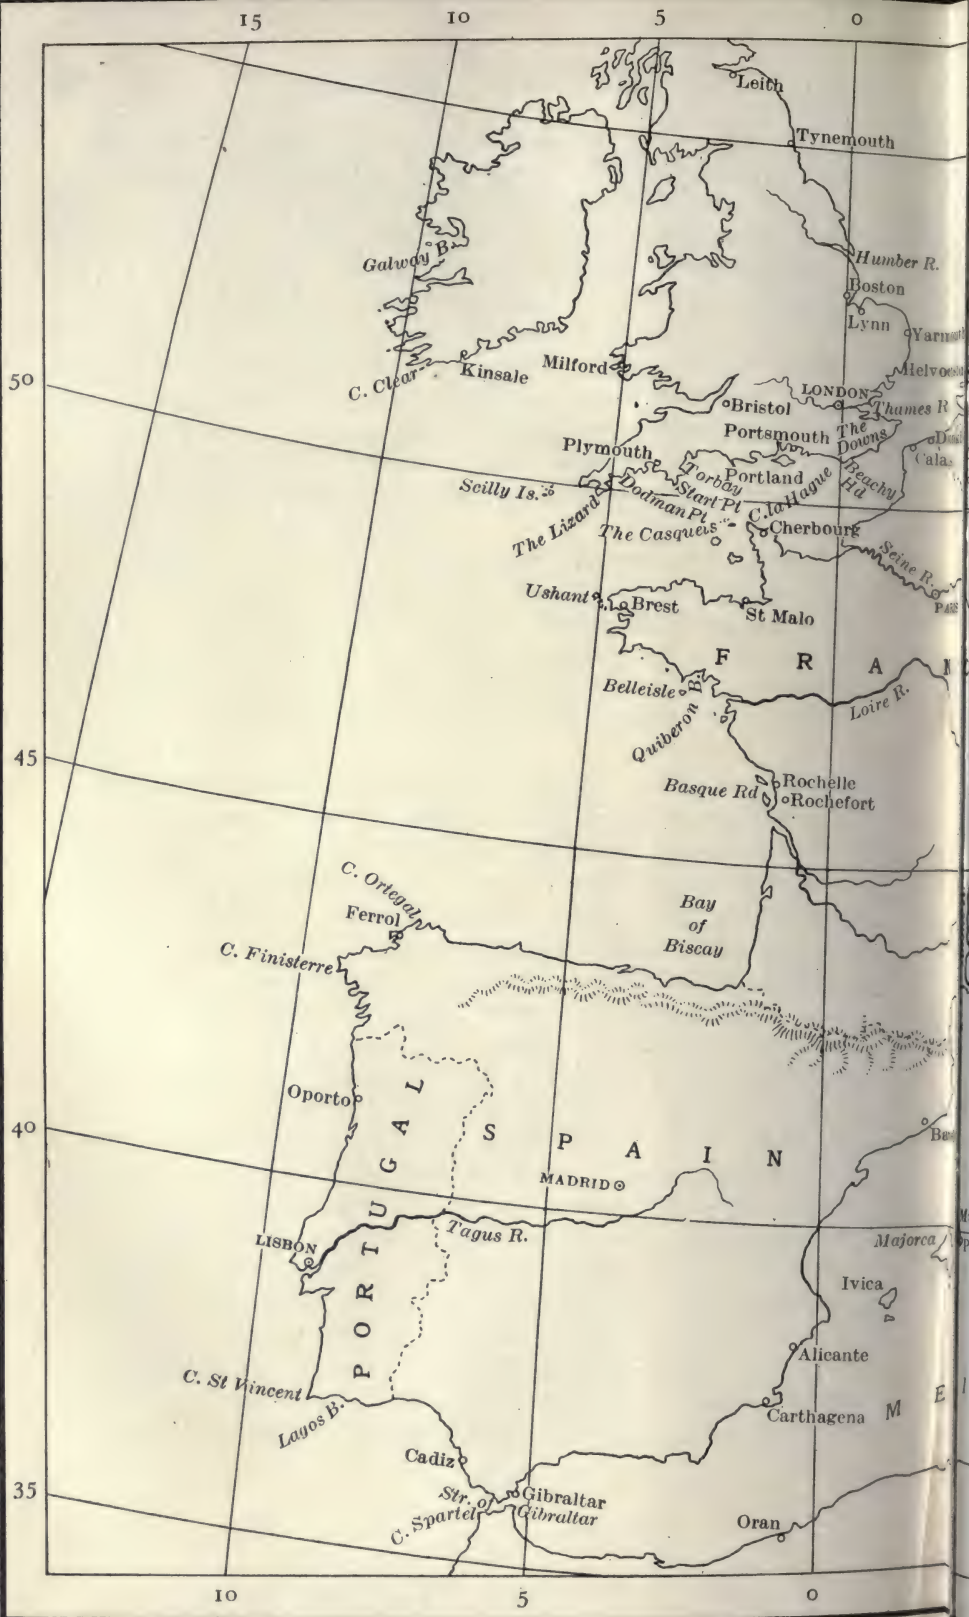 15
10
5
0
Leith
Tynemouth
Galway B.
Humber R.
Boston
Lynn
C. Clear
Kinsale
Milford
50
LONDON
Thames R
Bristol
Portsmouth
The
Downs
Plymouth
Torbay
Portland
Beachy
Hd
Scilly Is.
Start Pt
Dodman Pt
C. la Hague
The Lizard
The Casquets
Cherbourg
Seine R.
Ushant
Brest
St Malo
F R A N
Belleisle
Quiberon B.
Loire R.
45
Basque Rd
Rochelle
Rochefort
C. Ortegal
Ferrol
Bay
of
Biscay
C. Finisterre
Oporto
PORTUGAL
40
S P A I N
MADRID
Tagus R.
LISBON
Majorca
Ivica
Alicante
C. St Vincent
Lagos B.
Carthagena
M E
Cadiz
35
Str. of
Gibraltar
Gibraltar
C. Spartel
Oran
10
5
0